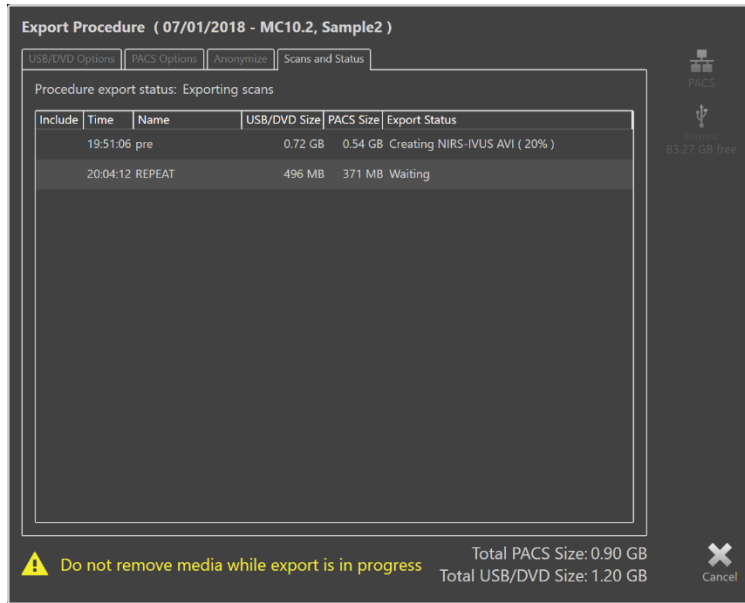 Export Procedure ( 07/01/2018 - MC10.2, Sample2 )
USB/DVD Options PACS Options Anonymize Scans and Status
PACS
Procedure export status: Exporting scans
Include Time Name USB/DVD Size PACS Size Export Status
Fortress
83.27 GB free
19:51:06 pre 0.72 GB 0.54 GB Creating NIRS-IVUS AVI ( 20% )
20:04:12 REPEAT 496 MB 371 MB Waiting
Do not remove media while export is in progress
Total PACS Size: 0.90 GB
Total USB/DVD Size: 1.20 GB
Cancel